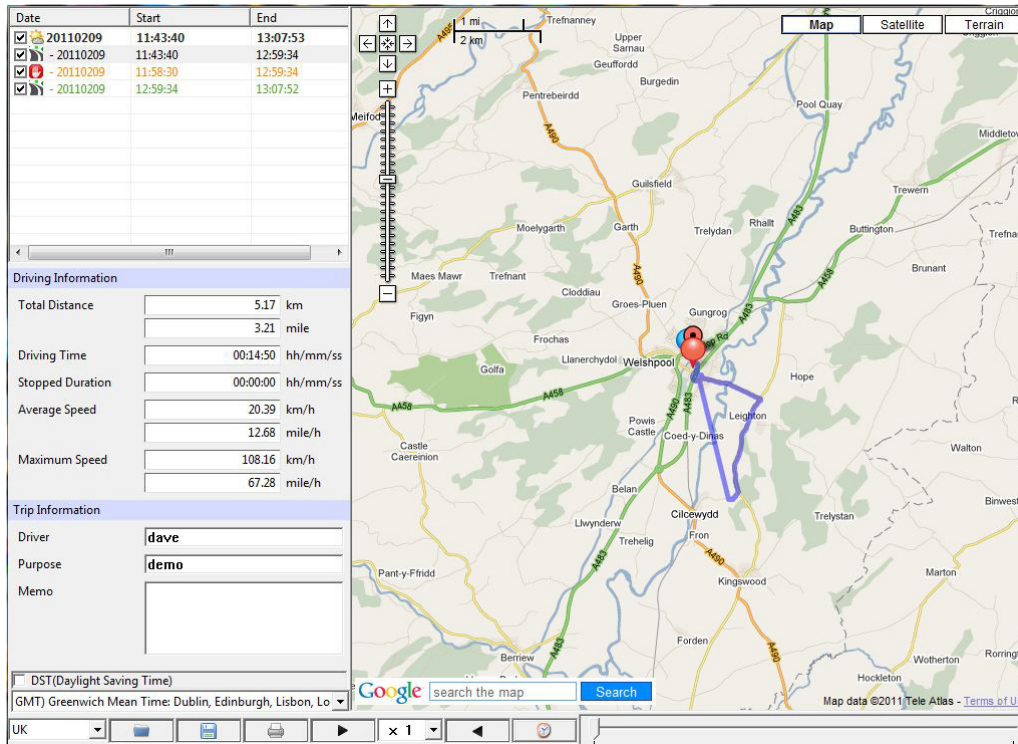 Date Start End
20110209 11:43:40 13:07:53
- 20110209 11:43:40 12:59:34
- 20110209 11:58:30 12:59:34
- 20110209 12:59:34 13:07:52
Driving Information
Total Distance 5.17 km
3.21 mile
Driving Time 00:14:50 hh/mm/ss
Stopped Duration 00:00:00 hh/mm/ss
Average Speed 20.39 km/h
12.68 mile/h
Maximum Speed 108.16 km/h
67.28 mile/h
Trip Information
Driver dave
Purpose demo
Memo
DST(Daylight Saving Time)
GMT) Greenwich Mean Time: Dublin, Edinburgh, Lisbon, Lo
UK
x 1
1 mi
2 km
Map Satellite Terrain
Criggion
Trefnanney
A495
Upper
Sarnau
Geuffordd
Burgedin
Pentrebeirdd
Pool Quay
Meifod
A490
Middletow
Guilsfield
Trewern
A483
Moelygarth
Garth
Trelydan
Rhallt
Buttington
Trefna
A458
Maes Mawr
Trefnant
A490
Brunant
Cloddiau
Groes-Pluen
Gungrog
A483
Figyn
Frochas
Rd
Golfa
Llanerchydol
Welshpool
Hope
A458
A458
A490
A483
Powis
Castle
Leighton
Coed-y-Dinas
Castle
Caereinion
Walton
Belan
Binwest
Cilcewydd
Trelystan
Llwynderw
Trehelig
Fron
A483
A490
Pant-y-Ffridd
Kingswood
Marton
Forden
A483
A490
Berriew
Wotherton
Rorring
Hockleton
Google search the map Search
Map data ©2011 Tele Atlas - Terms of U